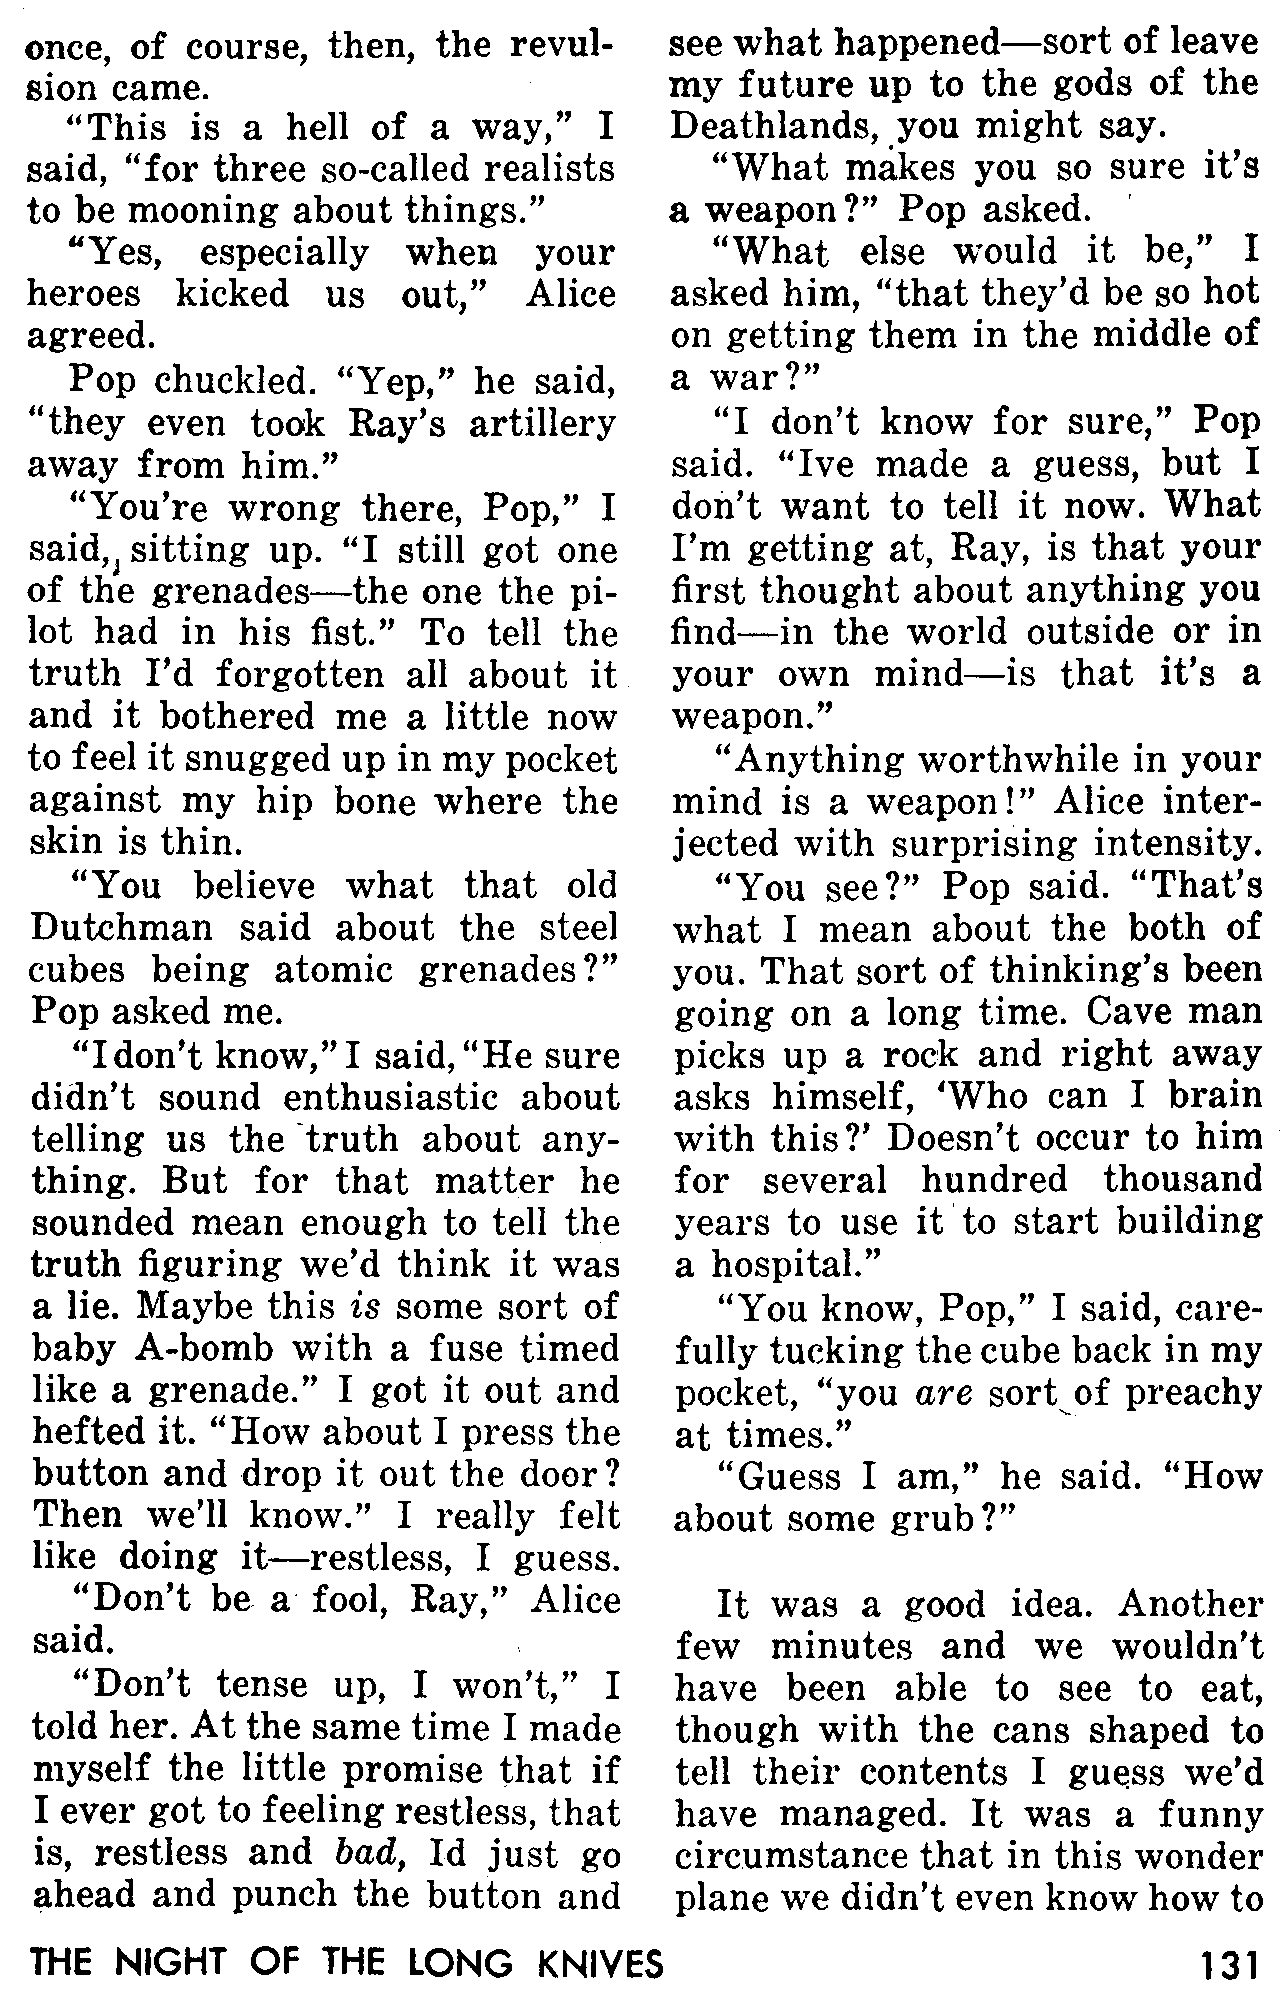 once, of course, then, the revul-
sion came.
“This is a hell of a way,” I
said, “for three so-called realists
to be mooning about things.”
“Yes, especially when your
heroes kicked us out,” Alice
agreed.
Pop chuckled. “Yep,” he said,
“they even took Ray’s artillery
away from him.”
“You’re wrong there, Pop,” I
said, sitting up. “I still got one
of the grenades—the one the pi-
lot had in his fist.” To tell the
truth I’d forgotten all about it
and it bothered me a little now
to feel it snugged up in my pocket
against my hip bone where the
skin is thin.
“You believe what that old
Dutchman said about the steel
cubes being atomic grenades?”
Pop asked me.
“I don’t know,” I said, “He sure
didn’t sound enthusiastic about
telling us the truth about any-
thing. But for that matter he
sounded mean enough to tell the
truth figuring we’d think it was
a lie. Maybe this is some sort of
baby A-bomb with a fuse timed
like a grenade.” I got it out and
hefted it. “How about I press the
button and drop it out the door?
Then we’ll know.” I really felt
like doing it—restless, I guess.
“Don’t be a fool, Ray,” Alice
said.
“Don’t tense up, I won’t,” I
told her. At the same time I made
myself the little promise that if
I ever got to feeling restless, that
is, restless and bad, Id just go
ahead and punch the button and
see what happened—sort of leave
my future up to the gods of the
Deathlands, you might say.
“What makes you so sure it’s
a weapon?” Pop asked.
“What else would it be,” I
asked him, “that they’d be so hot
on getting them in the middle of
a war?”
“I don’t know for sure,” Pop
said. “Ive made a guess, but I
don’t want to tell it now. What
I’m getting at, Ray, is that your
first thought about anything you
find—in the world outside or in
your own mind—is that it’s a
weapon.”
“Anything worthwhile in your
mind is a weapon!” Alice inter-
jected with surprising intensity.
“You see?” Pop said. “That’s
what I mean about the both of
you. That sort of thinking’s been
going on a long time. Cave man
picks up a rock and right away
asks himself, ‘Who can I brain
with this?’ Doesn’t occur to him
for several hundred thousand
years to use it to start building
a hospital.”
“You know, Pop,” I said, care-
fully tucking the cube back in my
pocket, “you are sort of preachy
at times.”
“Guess I am,” he said. “How
about some grub?”
It was a good idea. Another
few minutes and we wouldn’t
have been able to see to eat,
though with the cans shaped to
tell their contents I guess we’d
have managed. It was a funny
circumstance that in this wonder
plane we didn’t even know how to
THE NIGHT OF THE LONG KNIVES 131